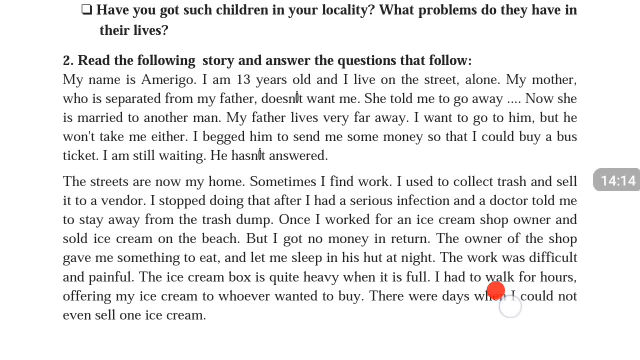 ❑ Have you got such children in your locality? What problems do they have in
their lives?
2. Read the following story and answer the questions that follow:
My name is Amerigo. I am 13 years old and I live on the street, alone. My mother,
who is separated from my father, doesn't want me. She told me to go away .... Now she
is married to another man. My father lives very far away. I want to go to him, but he
won't take me either. I begged him to send me some money so that I could buy a bus
ticket. I am still waiting. He hasn't answered.
The streets are now my home. Sometimes I find work. I used to collect trash and sell
it to a vendor. I stopped doing that after I had a serious infection and a doctor told me
to stay away from the trash dump. Once I worked for an ice cream shop owner and
sold ice cream on the beach. But I got no money in return. The owner of the shop
gave me something to eat, and let me sleep in his hut at night. The work was difficult
and painful. The ice cream box is quite heavy when it is full. I had to walk for hours,
offering my ice cream to whoever wanted to buy. There were days when I could not
even sell one ice cream.
14:14